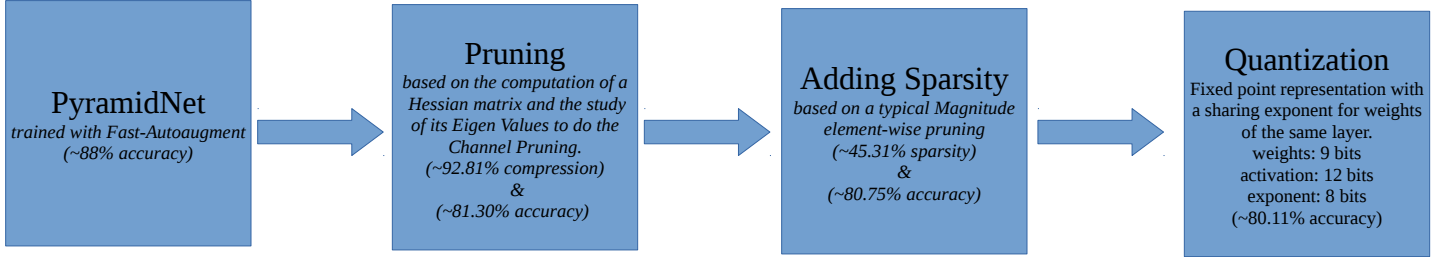 PyramidNet
trained with Fast-Autoaugment
(~88% accuracy)
Pruning
based on the computation of a
Hessian matrix and the study
of its Eigen Values to do the
Channel Pruning.
(~92.81% compression)
&
(~81.30% accuracy)
Adding Sparsity
based on a typical Magnitude
element-wise pruning
(~45.31% sparsity)
&
(~80.75% accuracy)
Quantization
Fixed point representation with
a sharing exponent for weights
of the same layer.
weights: 9 bits
activation: 12 bits
exponent: 8 bits
(~80.11% accuracy)